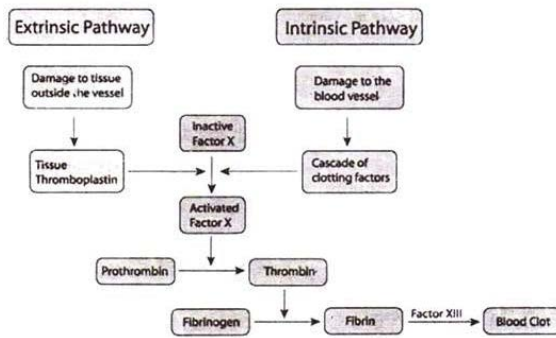 Extrinsic Pathway
Intrinsic Pathway
Damage to tissue
outside the vessel
Damage to the
blood vessel
Inactive
Factor X
Tissue
Thromboplastin
Cascade of
clotting factors
Activated
Factor X
Prothrombin
Thrombin
Fibrinogen
Fibrin
Factor XIII
Blood Clot